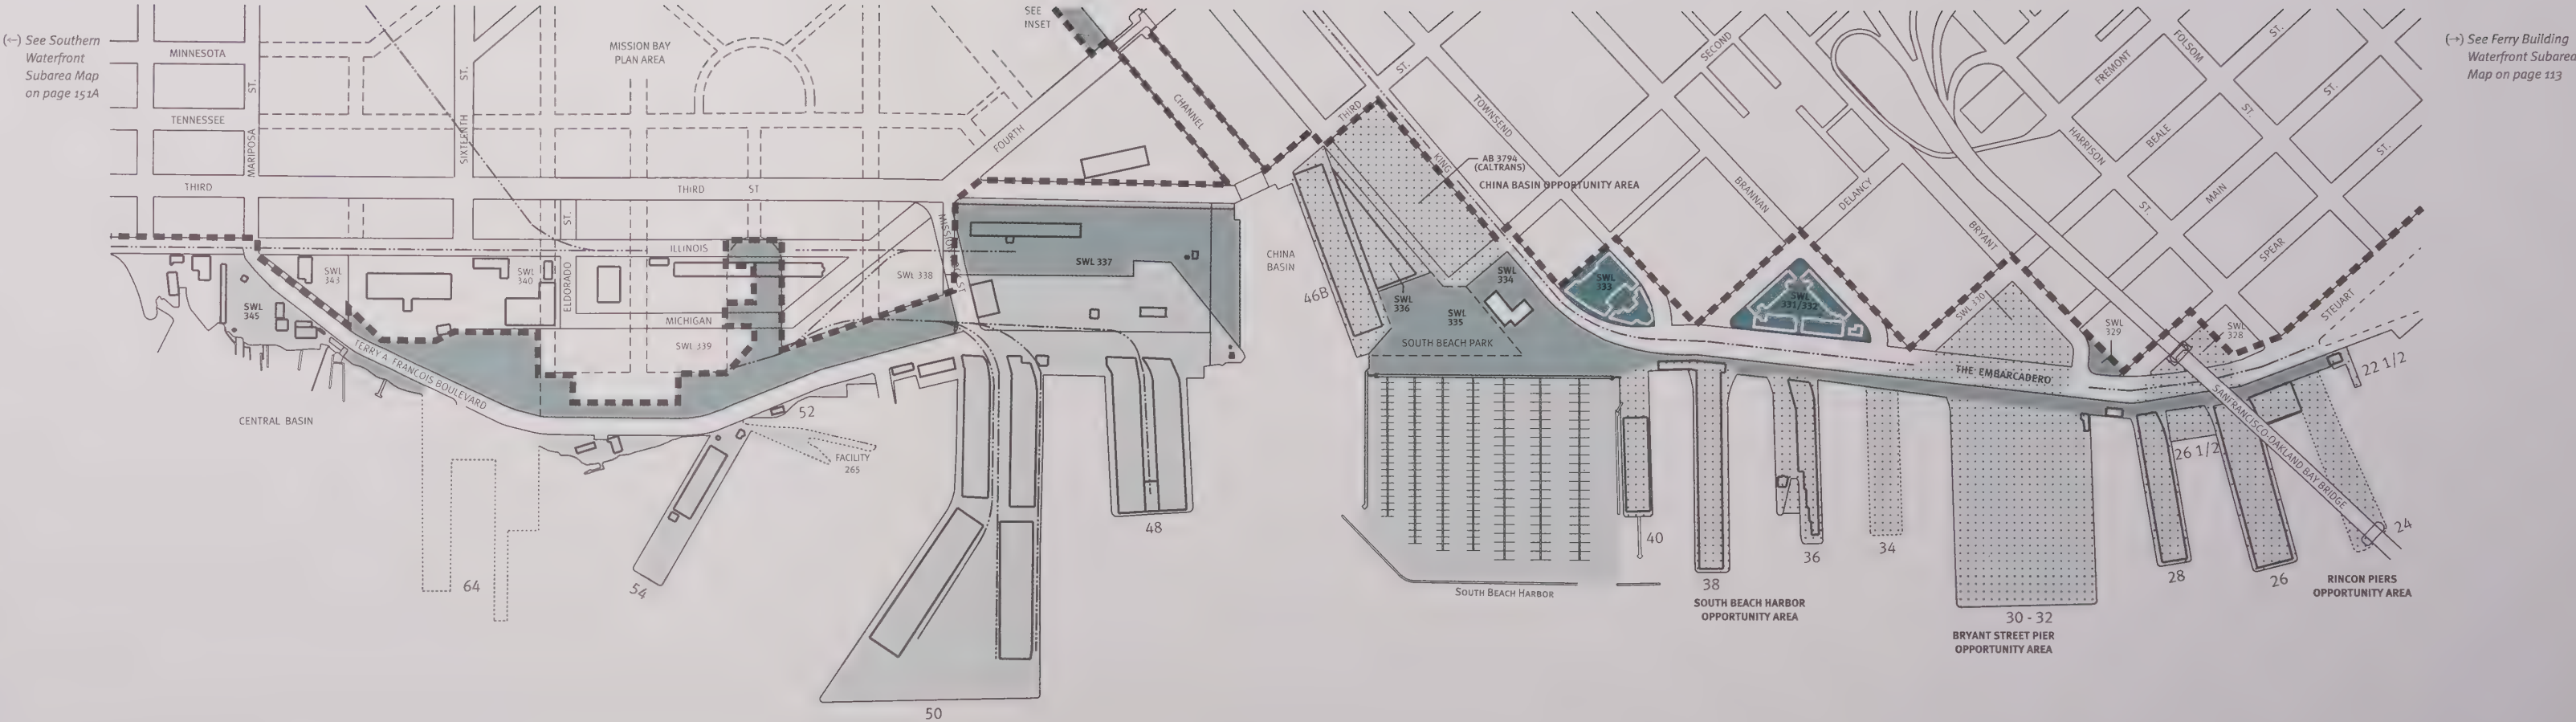 (←) See Southern
Waterfront
Subarea Map
on page 151A
MINNESOTA
TENNESSEE
THIRD
ST.
MARIPOSA
SIXTEENTH
ST.
MISSION BAY
PLAN AREA
THIRD
ST
FOURTH
SEE
INSET
CHANNEL
ILLINOIS
ST.
ELDORADO
MICHIGAN
SWL
345
SWL
343
SWL
340
SWL 339
SWL 338
SWL 337
TERRY A. FRANCOIS BOULEVARD
CENTRAL BASIN
64
54
52
FACILITY
265
50
48
CHINA
BASIN
46B
THIRD
ST.
KING
TOWNSEND
SECOND
AB 3794
(CALTRANS)
CHINA BASIN OPPORTUNITY AREA
SWL
336
SWL
335
SWL
334
SOUTH BEACH PARK
SWL
333
SWL
331/332
BRANNAN
DELANCY
BRYANT
SWL 330
SWL
329
SWL
328
THE EMBARCADERO
FREMONT
FOLSOM
ST.
HARRISON
BEALE
ST.
ST.
ST.
MAIN
ST.
SPEAR
STEUART
(→) See Ferry Building
Waterfront Subarea
Map on page 113
SOUTH BEACH HARBOR
40
38
SOUTH BEACH HARBOR
OPPORTUNITY AREA
36
34
30 - 32
BRYANT STREET PIER
OPPORTUNITY AREA
28
26 1/2
26
SANFRANCISCO-OAKLAND BAY BRIDGE
24
22 1/2
RINCON PIERS
OPPORTUNITY AREA